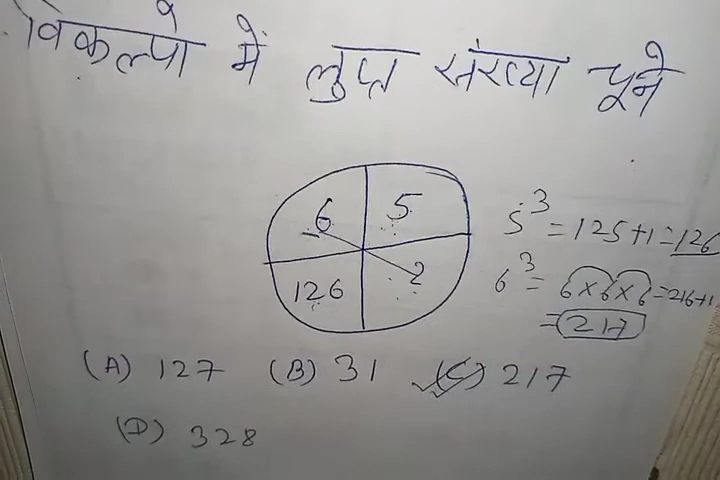 विकल्पो में लुप्त संख्या चूने
6 5
126 ?
5³ = 125+1=126
6³ = 6×6×6=216+1
=217
(A) 127 (B) 31 (C) 217
(D) 328